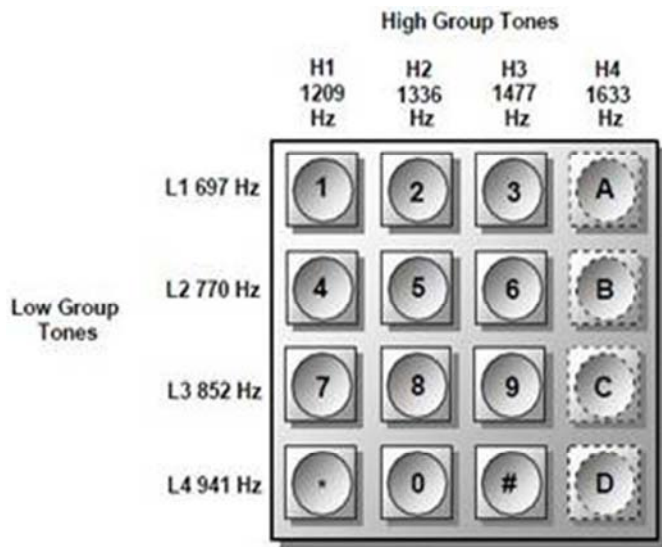 High Group Tones
H1 H2 H3 H4
1209 1336 1477 1633
Hz Hz Hz Hz
L1 697 Hz 1 2 3 A
L2 770 Hz 4 5 6 B
Low Group
Tones
L3 852 Hz 7 8 9 C
L4 941 Hz * 0 # D